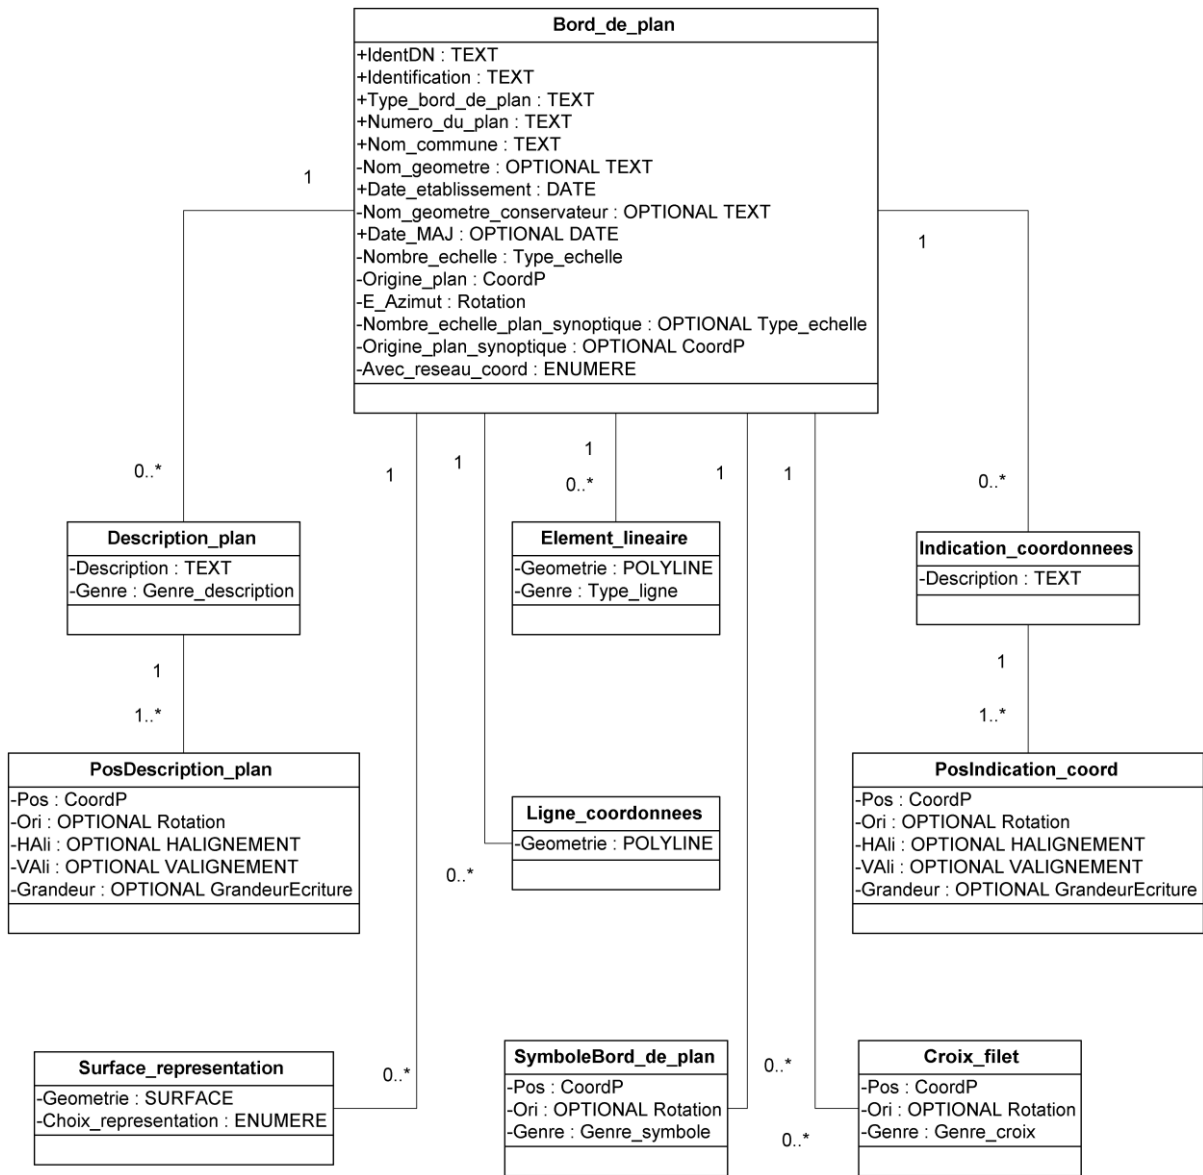 Bord_de_plan
+IdentDN : TEXT
+Identification : TEXT
+Type_bord_de_plan : TEXT
+Numero_du_plan : TEXT
+Nom_commune : TEXT
-Nom_geometre : OPTIONAL TEXT
+Date_etablissement : DATE
-Nom_geometre_conservateur : OPTIONAL TEXT
+Date_MAJ : OPTIONAL DATE
-Nombre_echelle : Type_echelle
-Origine_plan : CoordP
-E_Azimut : Rotation
-Nombre_echelle_plan_synoptique : OPTIONAL Type_echelle
-Origine_plan_synoptique : OPTIONAL CoordP
-Avec_reseau_coord : ENUMERE
1
1
1
1
1
1
1
0..*
0..*
0..*
Description_plan
-Description : TEXT
-Genre : Genre_description
Element_lineaire
-Geometrie : POLYLINE
-Genre : Type_ligne
Indication_coordonnees
-Description : TEXT
1
1..*
1
1..*
PosDescription_plan
-Pos : CoordP
-Ori : OPTIONAL Rotation
-HAli : OPTIONAL HALIGNEMENT
-VAli : OPTIONAL VALIGNEMENT
-Grandeur : OPTIONAL GrandeurEcriture
Ligne_coordonnees
-Geometrie : POLYLINE
0..*
PosIndication_coord
-Pos : CoordP
-Ori : OPTIONAL Rotation
-HAli : OPTIONAL HALIGNEMENT
-VAli : OPTIONAL VALIGNEMENT
-Grandeur : OPTIONAL GrandeurEcriture
Surface_representation
-Geometrie : SURFACE
-Choix_representation : ENUMERE
0..*
SymboleBord_de_plan
-Pos : CoordP
-Ori : OPTIONAL Rotation
-Genre : Genre_symbole
0..*
0..*
Croix_filet
-Pos : CoordP
-Ori : OPTIONAL Rotation
-Genre : Genre_croix